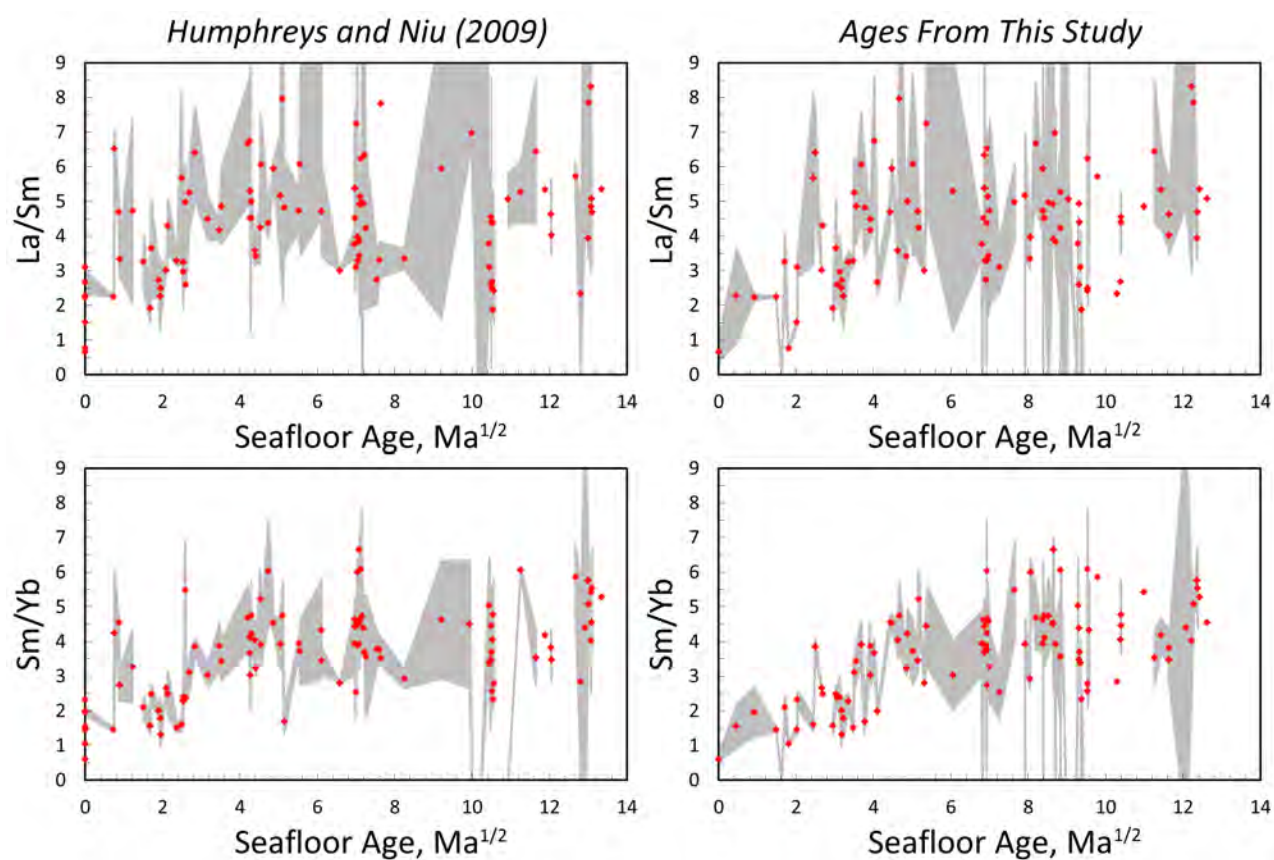 Humphreys and Niu (2009)
Ages From This Study
La/Sm
9
8
7
6
5
4
3
2
1
0
0 2 4 6 8 10 12 14
Seafloor Age, Ma1/2
La/Sm
9
8
7
6
5
4
3
2
1
0
0 2 4 6 8 10 12 14
Seafloor Age, Ma1/2
Sm/Yb
9
8
7
6
5
4
3
2
1
0
0 2 4 6 8 10 12 14
Seafloor Age, Ma1/2
Sm/Yb
9
8
7
6
5
4
3
2
1
0
0 2 4 6 8 10 12 14
Seafloor Age, Ma1/2